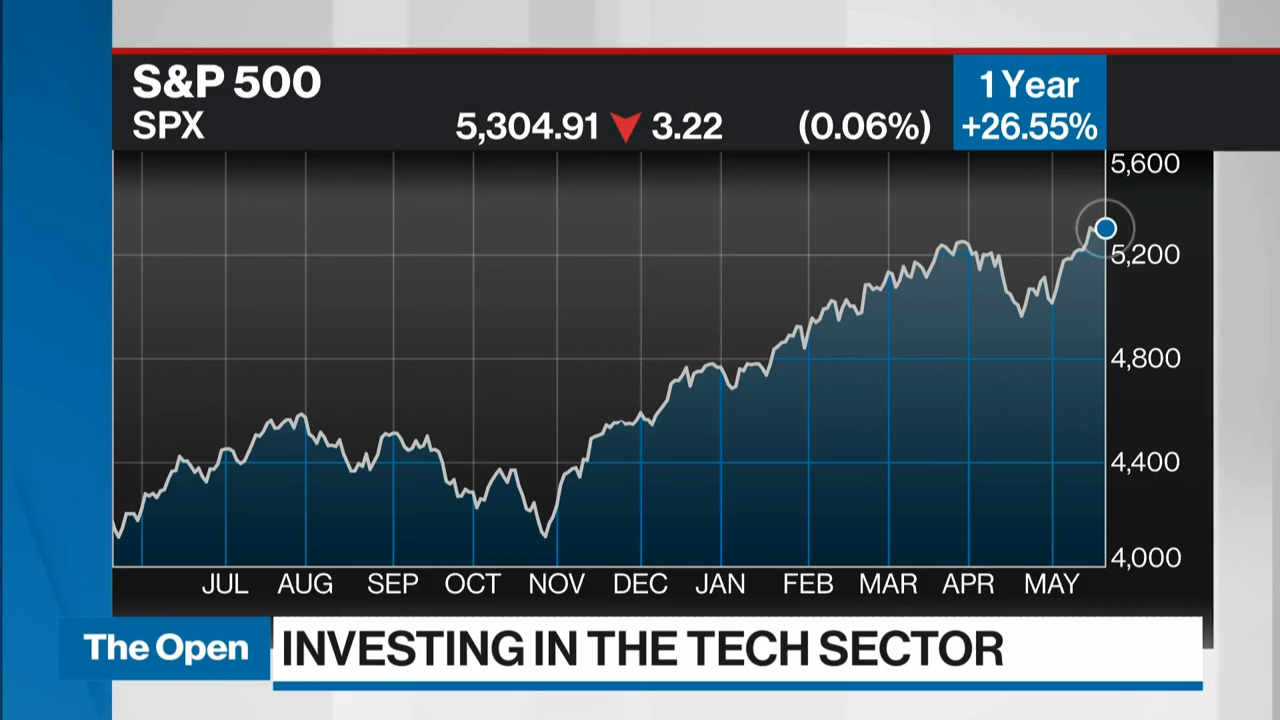 S&P 500
SPX 5,304.91 3.22 (0.06%)
1 Year
+26.55%
5,600
5,200
4,800
4,400
4,000
JUL AUG SEP OCT NOV DEC JAN FEB MAR APR MAY
The Open
INVESTING IN THE TECH SECTOR